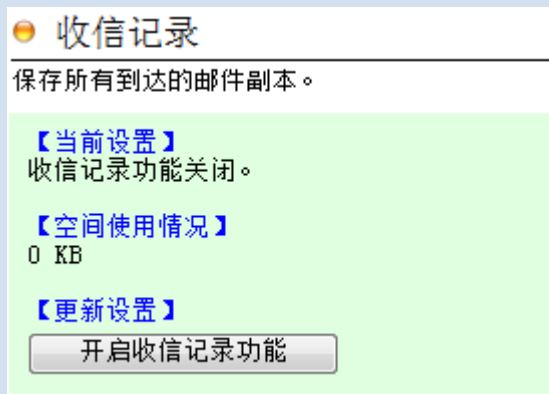 收信记录
保存所有到达的邮件副本。
【当前设置】
收信记录功能关闭。
【空间使用情况】
0 KB
【更新设置】
开启收信记录功能